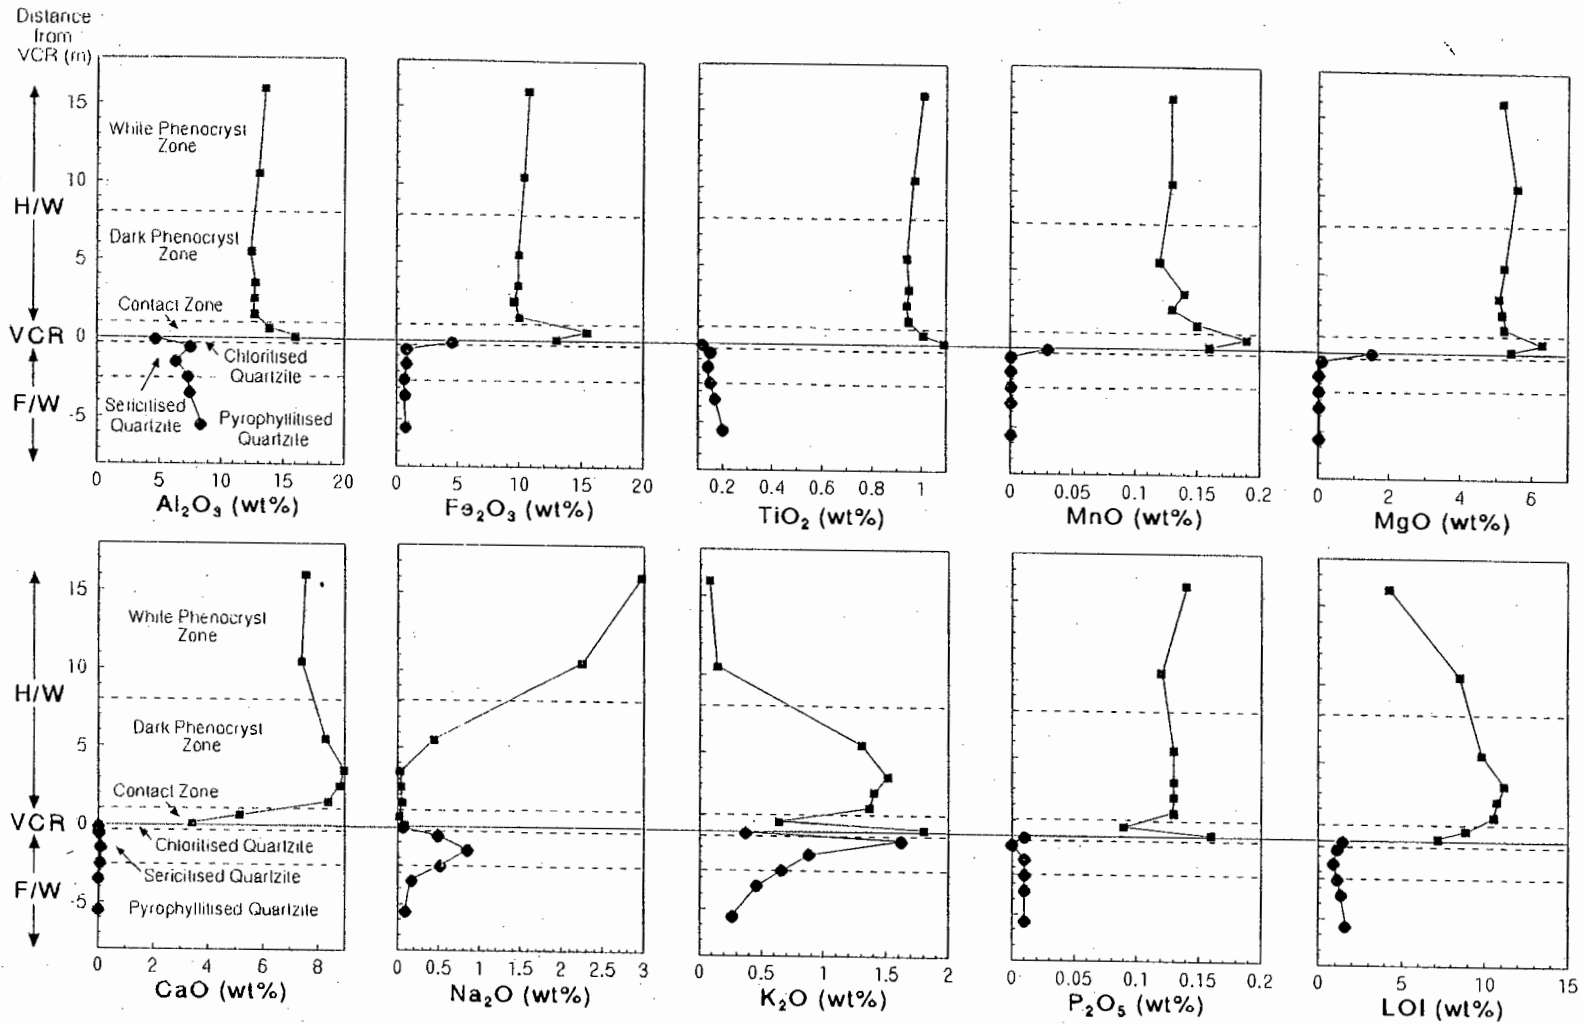 Distance
from
VCR (m)
15
10
5
0
-5
H/W
VCR
F/W
White Phenocryst
Zone
Dark Phenocryst
Zone
Contact Zone
Chloritised
Quartzite
Sericitised
Quartzite
Pyrophyllitised
Quartzite
0 5 10 15 20
Al₂O₃ (wt%)
0 10 20
Fe₂O₃ (wt%)
0.2 0.4 0.6 0.8 1
TiO₂ (wt%)
0 0.05 0.1 0.15 0.2
MnO (wt%)
0 2 4 6
MgO (wt%)
15
10
5
0
-5
H/W
VCR
F/W
White Phenocryst
Zone
Dark Phenocryst
Zone
Contact Zone
Chloritised Quartzite
Sericitised Quartzite
Pyrophyllitised Quartzite
0 2 4 6 8
CaO (wt%)
0 0.5 1 1.5 2 2.5 3
Na₂O (wt%)
0 0.5 1 1.5 2
K₂O (wt%)
0 0.05 0.1 0.15 0.2
P₂O₅ (wt%)
0 5 10 15
LOI (wt%)